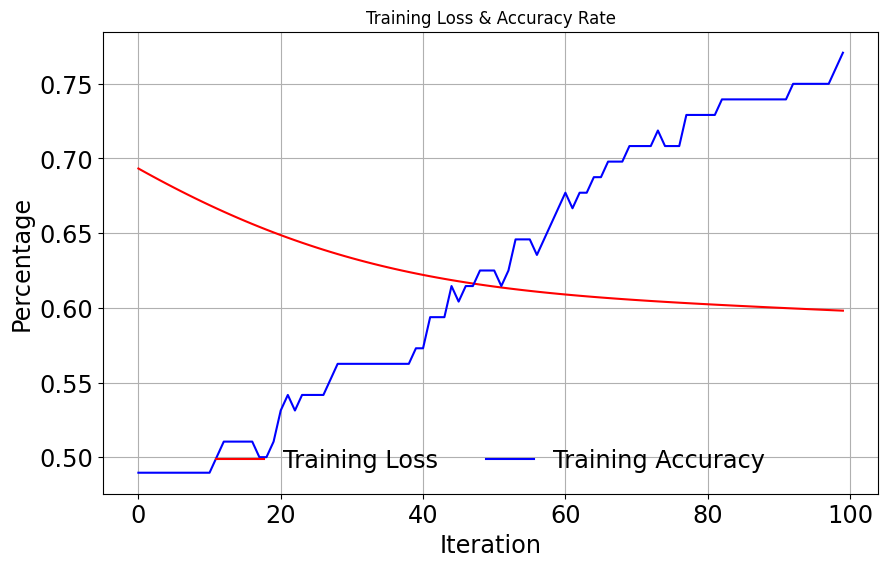 Training Loss & Accuracy Rate
Percentage
0.75
0.70
0.65
0.60
0.55
0.50
Training Loss
Training Accuracy
0 20 40 60 80 100
Iteration